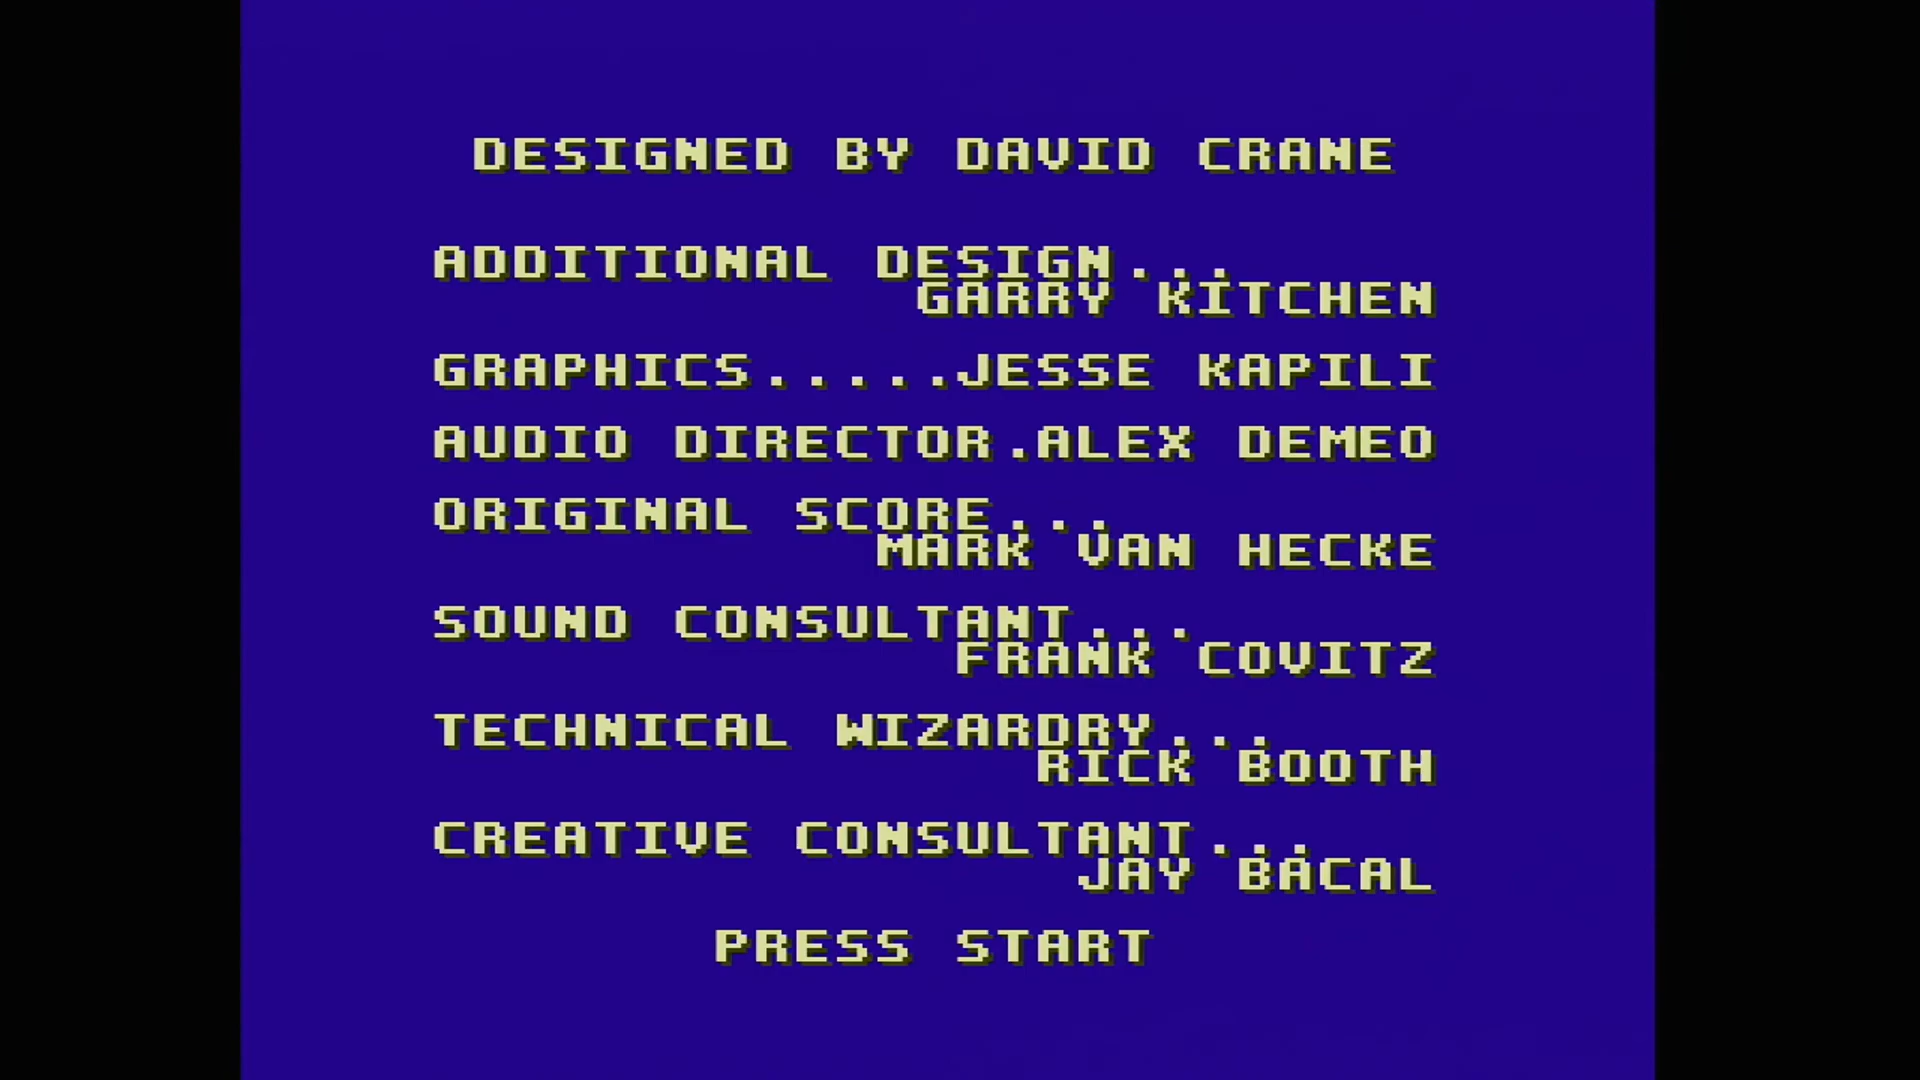 DESIGNED BY DAVID CRANE
ADDITIONAL DESIGN...
GARRY KITCHEN
GRAPHICS.....JESSE KAPILI
AUDIO DIRECTOR.ALEX DEMEO
ORIGINAL SCORE...
MARK VAN HECKE
SOUND CONSULTANT...
FRANK COVITZ
TECHNICAL WIZARDRY...
RICK BOOTH
CREATIVE CONSULTANT...
JAY BACAL
PRESS START